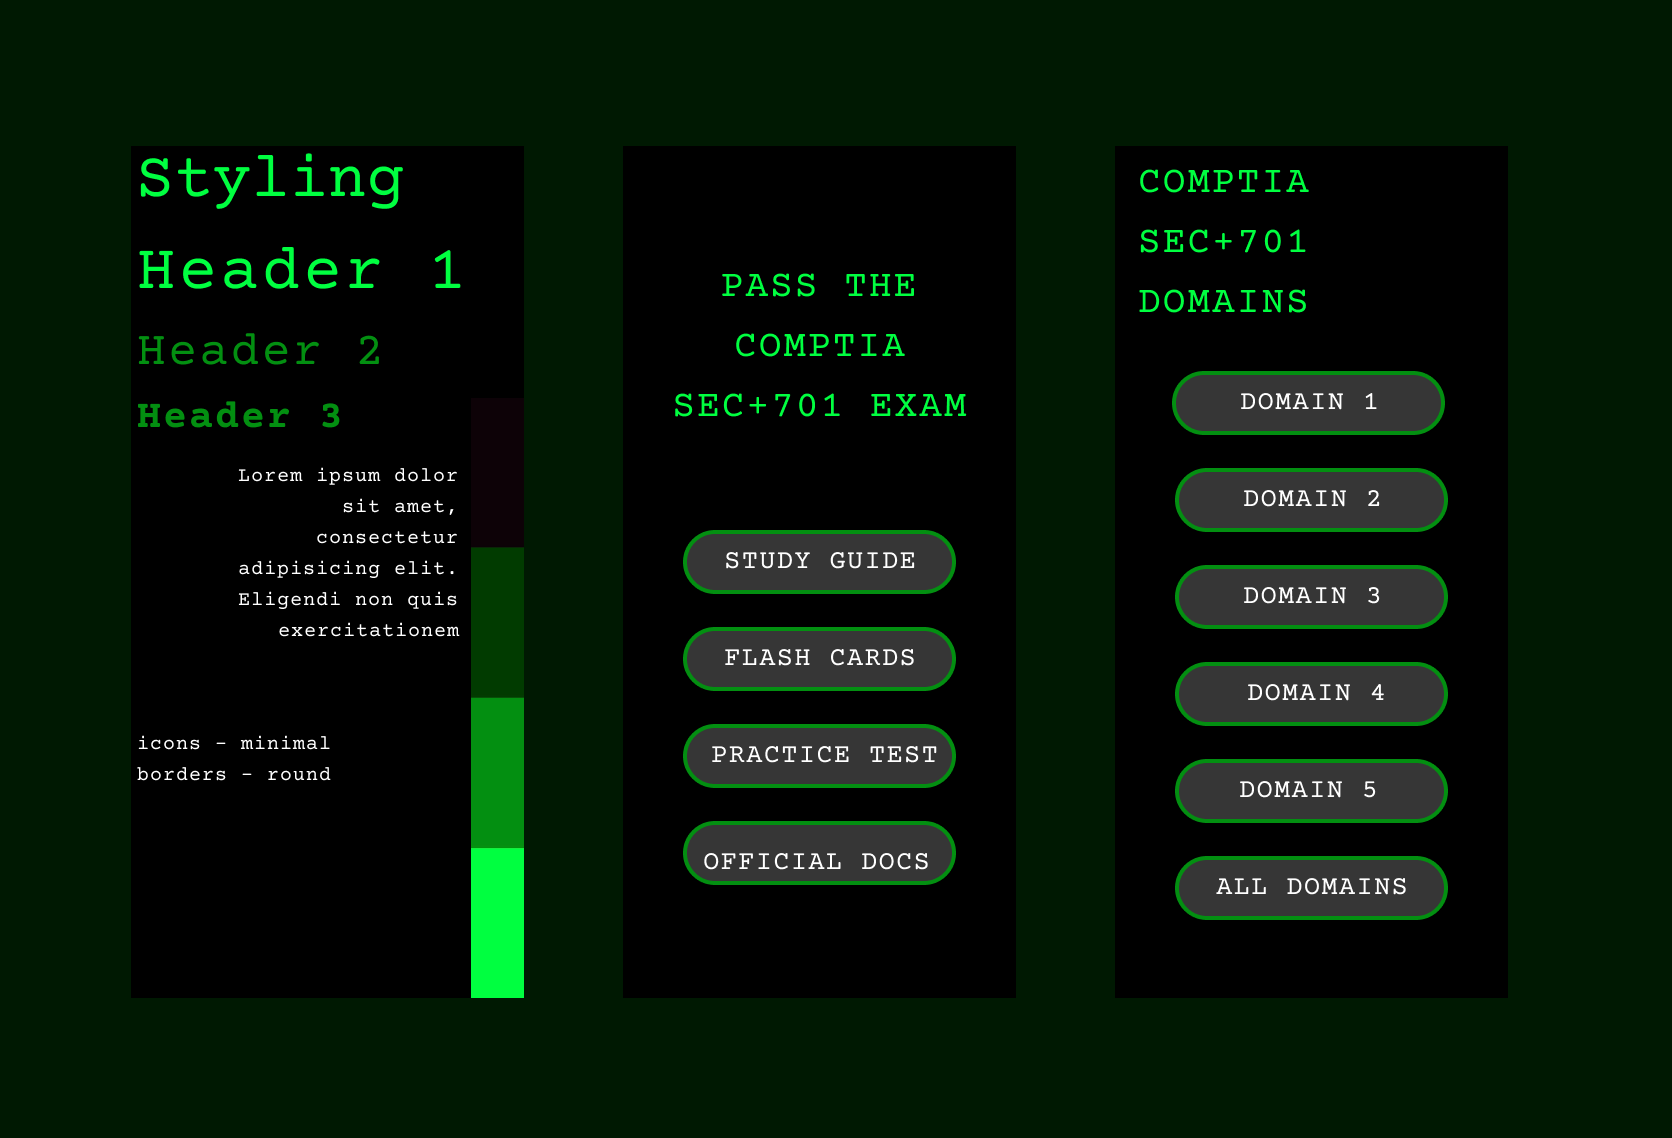 Styling
Header 1
Header 2
Header 3
Lorem ipsum dolor
sit amet,
consectetur
adipisicing elit.
Eligendi non quis
exercitationem
icons - minimal
borders - round
PASS THE
COMPTIA
SEC+701 EXAM
STUDY GUIDE
FLASH CARDS
PRACTICE TEST
OFFICIAL DOCS
COMPTIA
SEC+701
DOMAINS
DOMAIN 1
DOMAIN 2
DOMAIN 3
DOMAIN 4
DOMAIN 5
ALL DOMAINS